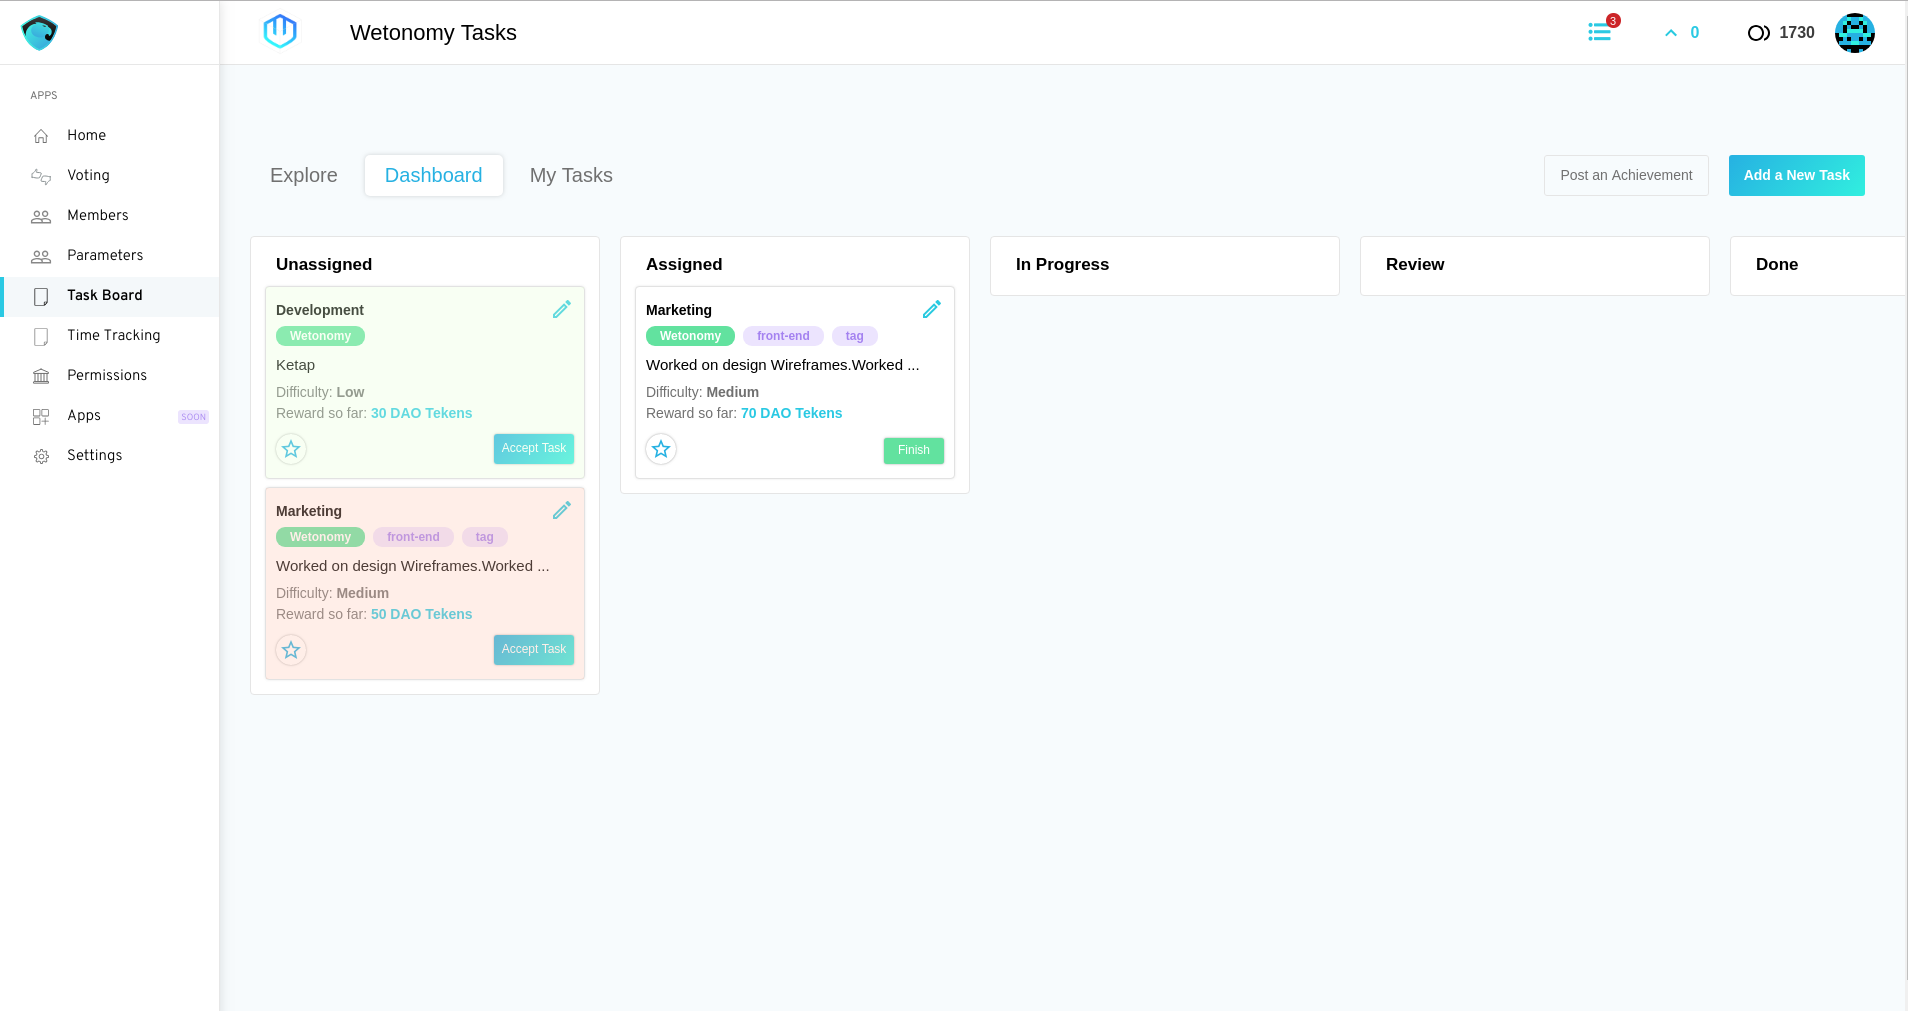 Wetonomy Tasks
3
0
1730
APPS
Home
Voting
Members
Parameters
Task Board
Time Tracking
Permissions
Apps SOON
Settings
Explore
Dashboard
My Tasks
Post an Achievement
Add a New Task
Unassigned
Development
Wetonomy
Ketap
Difficulty: Low
Reward so far: 30 DAO Tekens
Accept Task
Marketing
Wetonomy front-end tag
Worked on design Wireframes.Worked ...
Difficulty: Medium
Reward so far: 50 DAO Tekens
Accept Task
Assigned
Marketing
Wetonomy front-end tag
Worked on design Wireframes.Worked ...
Difficulty: Medium
Reward so far: 70 DAO Tekens
Finish
In Progress
Review
Done